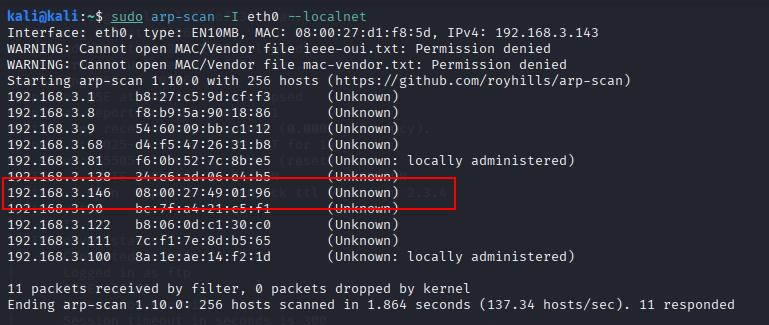 kali@kali:~$ sudo arp-scan -I eth0 --localnet
Interface: eth0, type: EN10MB, MAC: 08:00:27:d1:f8:5d, IPv4: 192.168.3.143
WARNING: Cannot open MAC/Vendor file ieee-oui.txt: Permission denied
WARNING: Cannot open MAC/Vendor file mac-vendor.txt: Permission denied
Starting arp-scan 1.10.0 with 256 hosts (https://github.com/royhills/arp-scan)
192.168.3.1 b8:27:c5:9d:cf:f3 (Unknown)
192.168.3.8 f8:b9:5a:90:18:86 (Unknown)
192.168.3.9 54:60:09:bb:c1:12 (Unknown)
192.168.3.68 d4:f5:47:26:31:b8 (Unknown)
192.168.3.81 f6:0b:52:7c:8b:e5 (Unknown: locally administered)
192.168.3.138 34:e6:ad:06:e4:b5 (Unknown)
192.168.3.146 08:00:27:49:01:96 (Unknown)
192.168.3.90 bc:7f:a4:21:c5:f1 (Unknown)
192.168.3.122 b8:06:0d:c1:30:c0 (Unknown)
192.168.3.111 7c:f1:7e:8d:b5:65 (Unknown)
192.168.3.100 8a:1e:ae:14:f2:1d (Unknown: locally administered)
11 packets received by filter, 0 packets dropped by kernel
Ending arp-scan 1.10.0: 256 hosts scanned in 1.864 seconds (137.34 hosts/sec). 11 responded